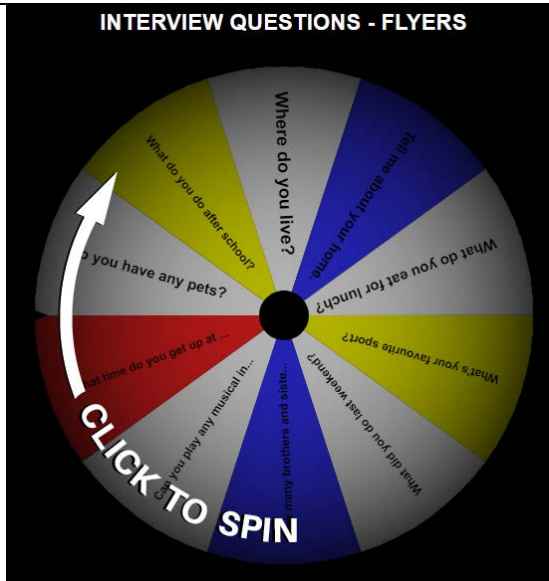 INTERVIEW QUESTIONS - FLYERS
Where do you live?
Tell me about your home.
What do you do you eat for lunch?
What's your favourite sport?
What did you do last weekend?
many brothers and siste...
Can you play any musical in...
time do you get up at ...
you have any pets?
What do you do after school?
CLICK TO SPIN